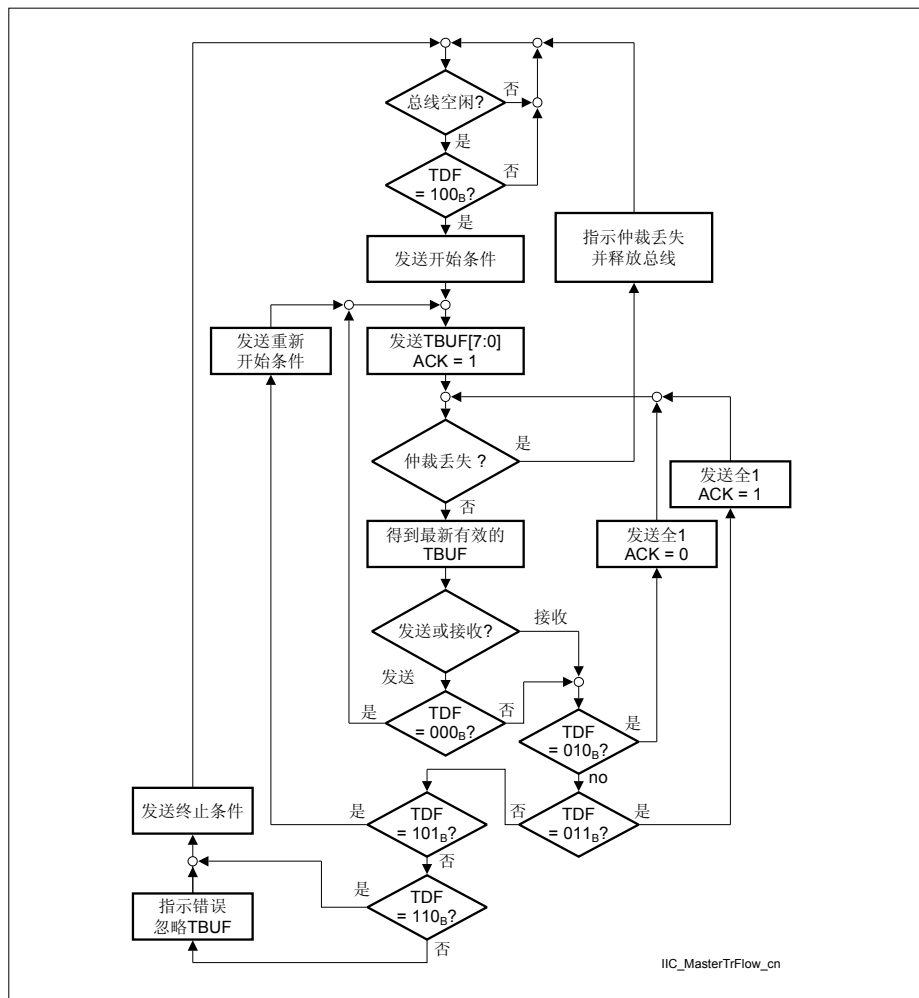 总线空闲?
否
是
TDF
= 100B?
否
是
发送开始条件
指示仲裁丢失
并释放总线
发送重新
开始条件
发送TBUF[7:0]
ACK = 1
仲裁丢失 ?
是
否
发送全1
ACK = 1
得到最新有效的
TBUF
发送全1
ACK = 0
发送或接收?
接收
发送
TDF
= 000B?
是
否
TDF
= 010B?
是
no
发送终止条件
TDF
= 101B?
是
否
TDF
= 011B?
否
是
指示错误
忽略TBUF
TDF
= 110B?
是
否
IIC_MasterTrFlow_cn